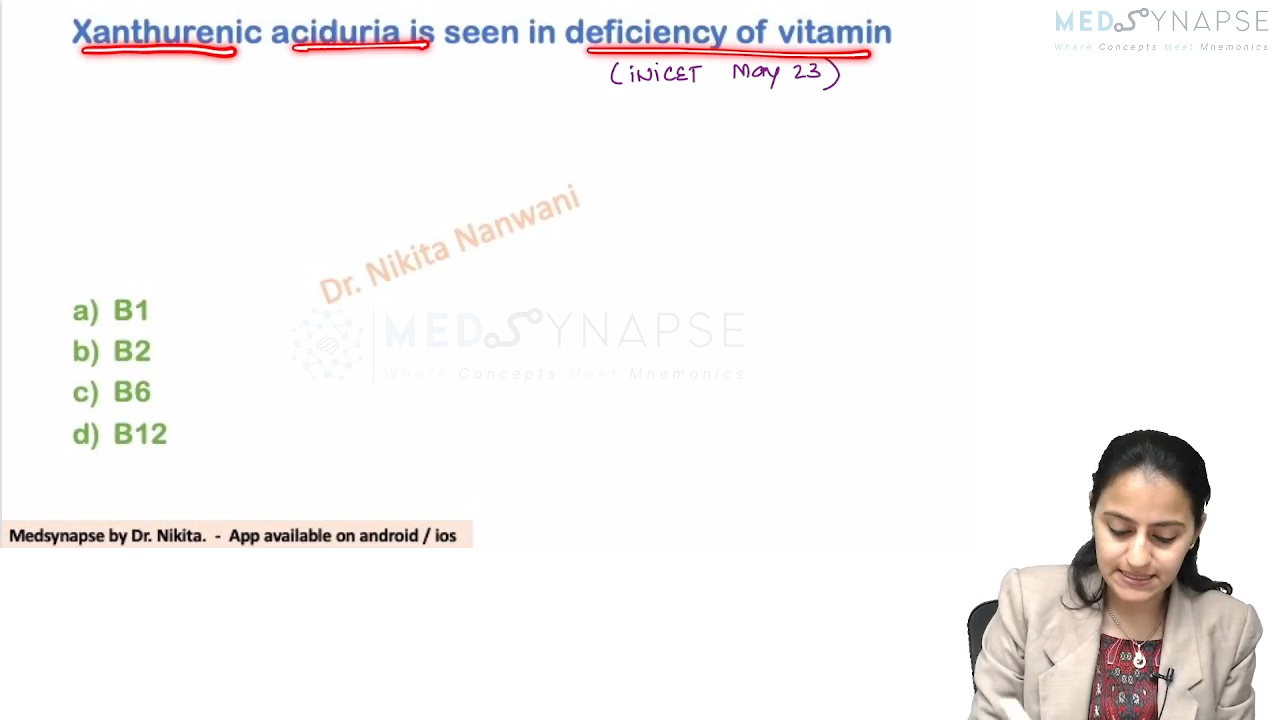 Xanthurenic aciduria is seen in deficiency of vitamin
MEDSYNAPSE
Where Concepts Meet Mnemonics
(INICET May 23)
Dr. Nikita Nanwani
a) B1
MEDSYNAPSE
b) B2
Where Concepts Meet Mnemonics
c) B6
d) B12
Medsynapse by Dr. Nikita. - App available on android / ios